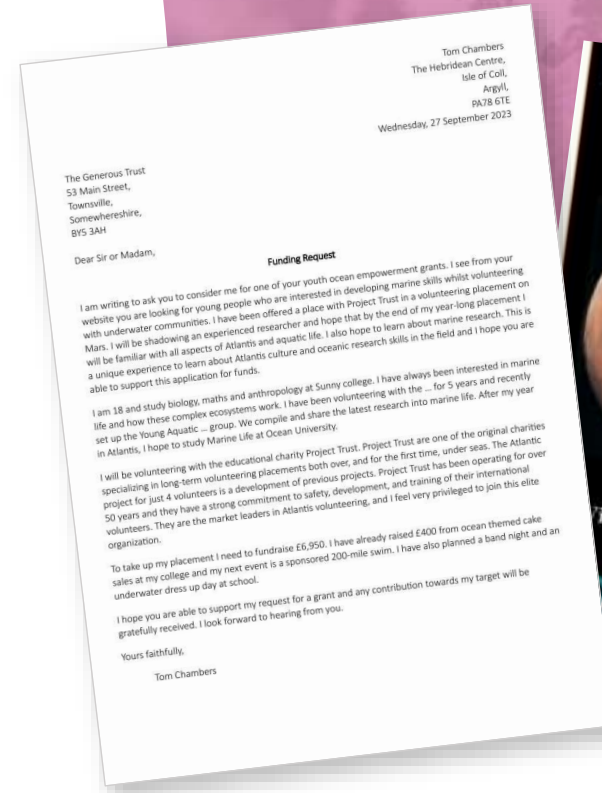 Tom Chambers
The Hebridean Centre,
Isle of Coll,
Argyll,
PA78 6TE
Wednesday, 27 September 2023
The Generous Trust
53 Main Street,
Townsville,
Somewhereshire,
BY5 3AH
Dear Sir or Madam,
Funding Request
I am writing to ask you to consider me for one of your youth ocean empowerment grants. I see from your
website you are looking for young people who are interested in developing marine skills whilst volunteering
with underwater communities. I have been offered a place with Project Trust in a volunteering placement on
Mars. I will be shadowing an experienced researcher and hope that by the end of my year-long placement I
will be familiar with all aspects of Atlantis and aquatic life. I also hope to learn about marine research. This is
a unique experience to learn about Atlantis culture and oceanic research skills in the field and I hope you are
able to support this application for funds.
I am 18 and study biology, maths and anthropology at Sunny college. I have always been interested in marine
life and how these complex ecosystems work. I have been volunteering with the ... for 5 years and recently
set up the Young Aquatic ... group. We compile and share the latest research into marine life. After my year
in Atlantis, I hope to study Marine Life at Ocean University.
I will be volunteering with the educational charity Project Trust. Project Trust are one of the original charities
specializing in long-term volunteering placements both over, and for the first time, under seas. The Atlantic
project for just 4 volunteers is a development of previous projects. Project Trust has been operating for over
50 years and they have a strong commitment to safety, development, and training of their international
volunteers. They are the market leaders in Atlantis volunteering, and I feel very privileged to join this elite
organization.
To take up my placement I need to fundraise £6,950. I have already raised £400 from ocean themed cake
sales at my college and my next event is a sponsored 200-mile swim. I have also planned a band night and an
underwater dress up day at school.
I hope you are able to support my request for a grant and any contribution towards my target will be
gratefully received. I look forward to hearing from you.
Yours faithfully,
Tom Chambers